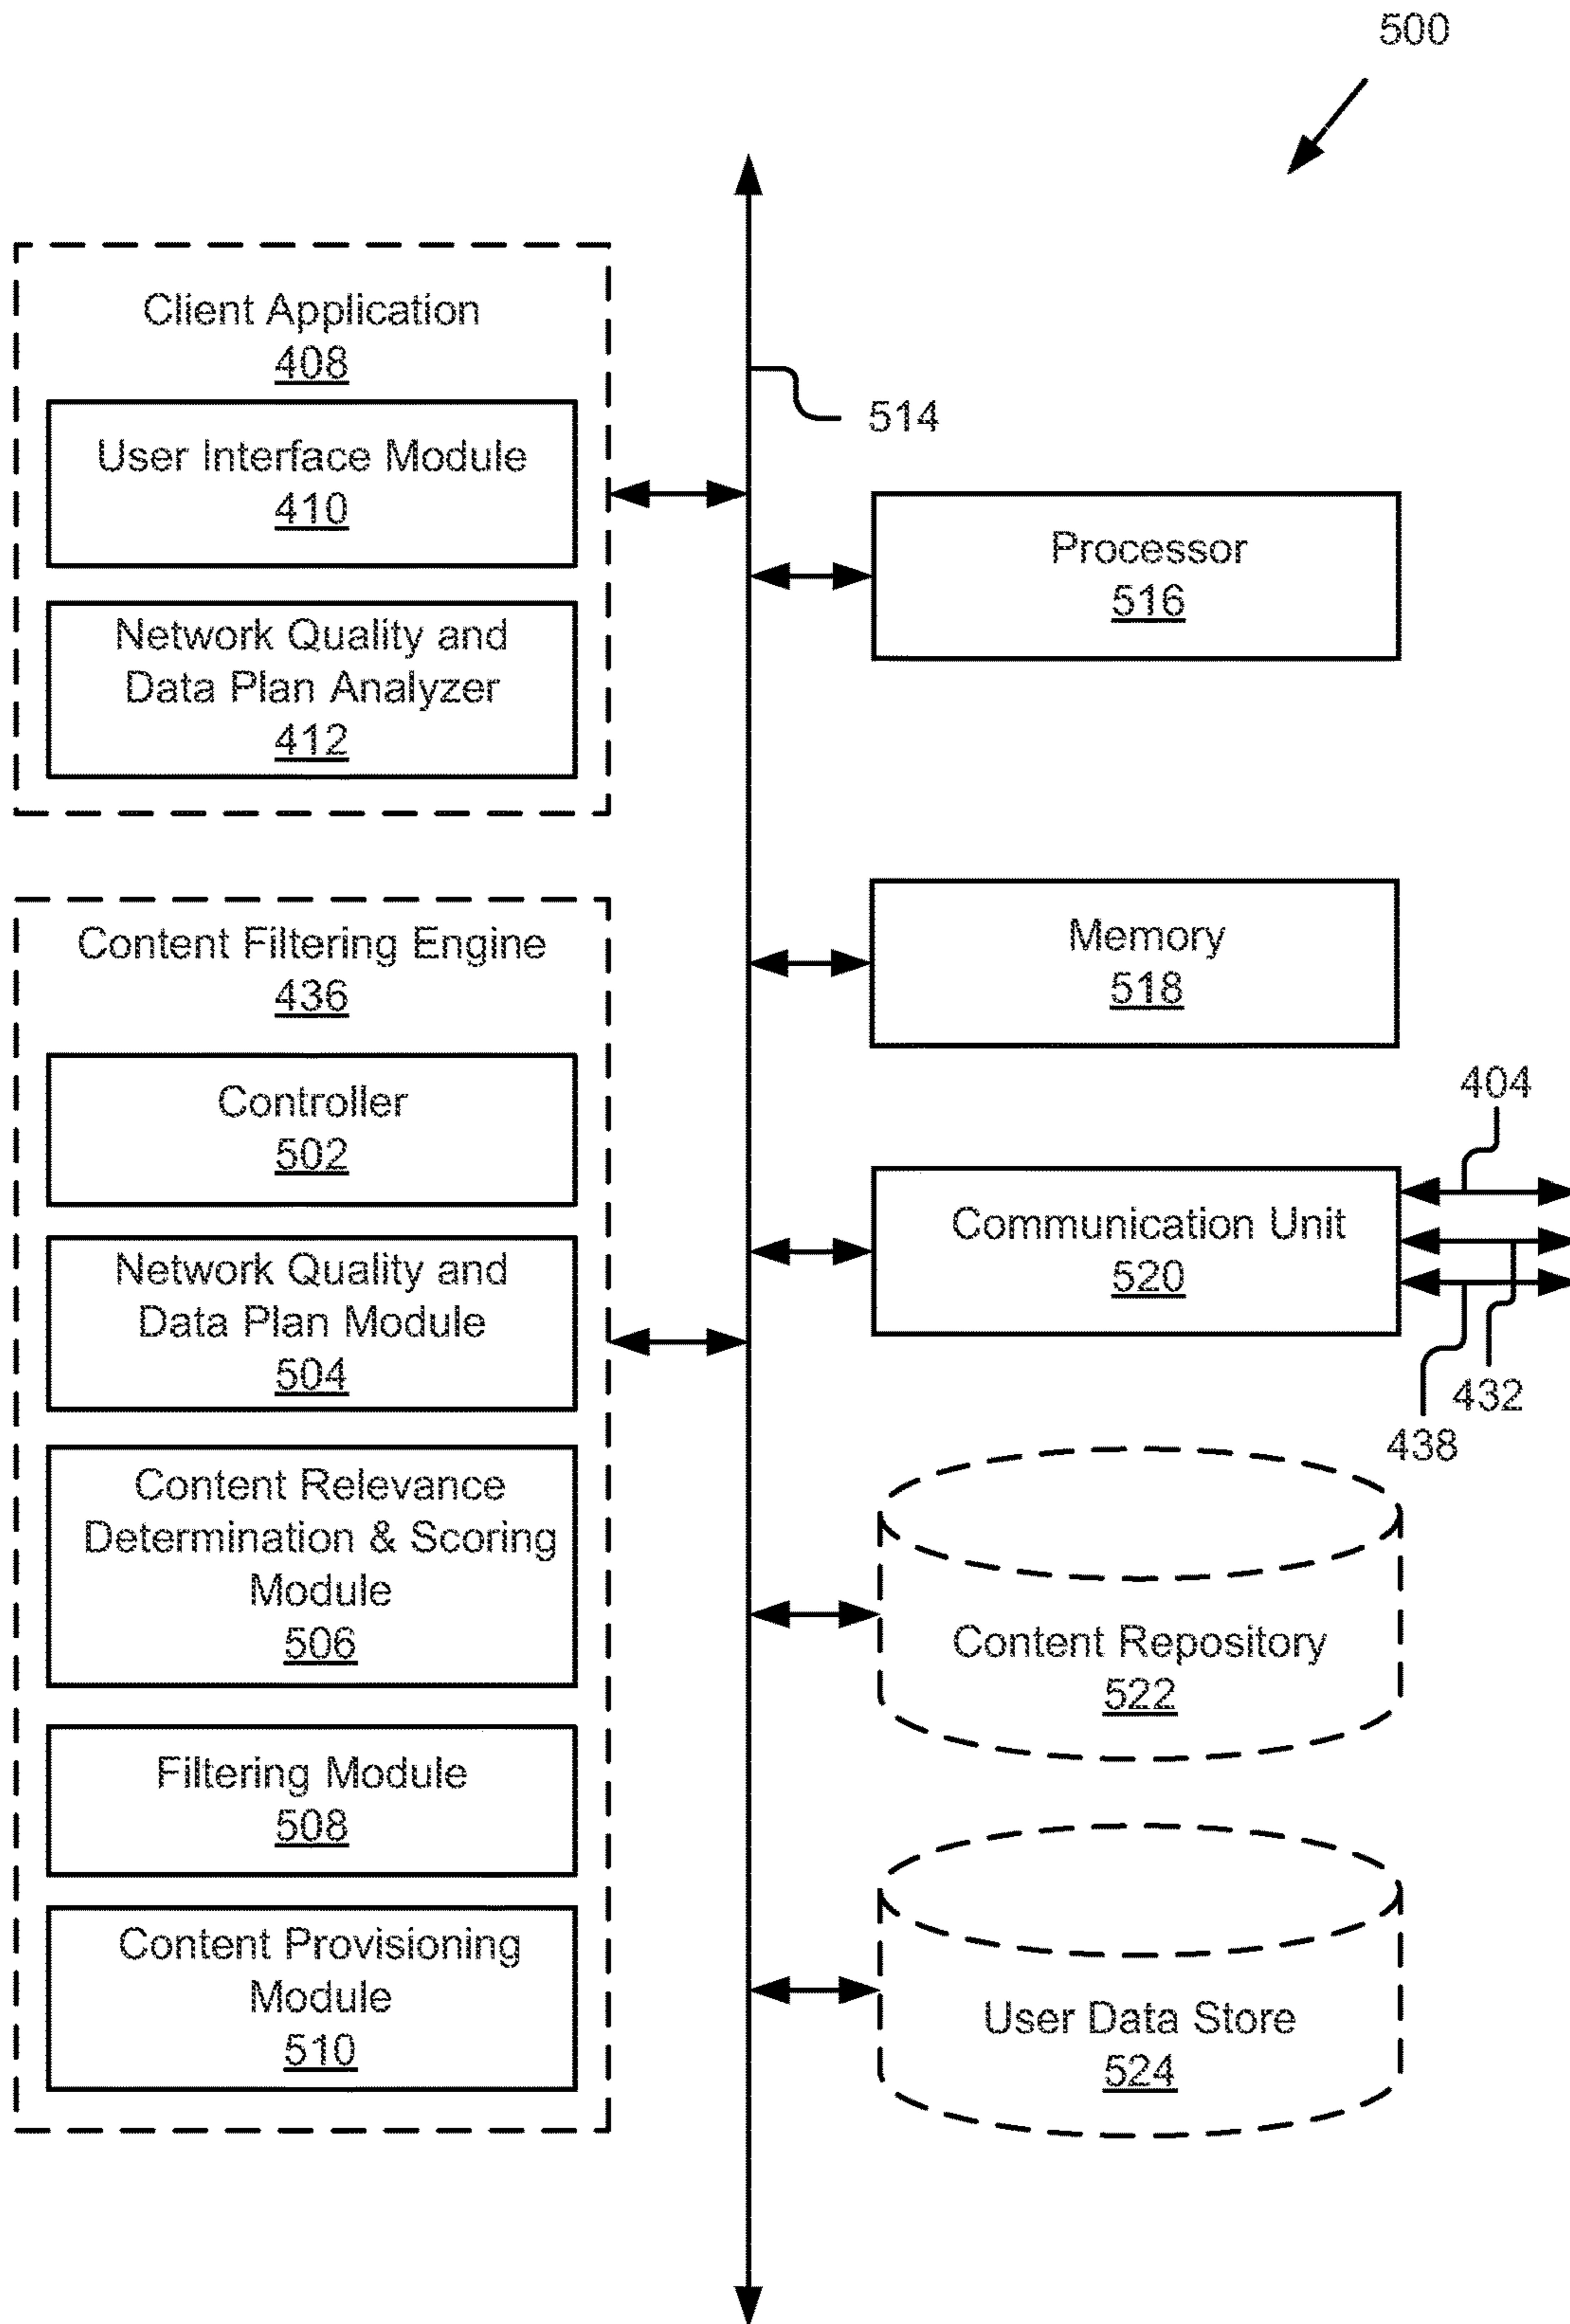 500
Client Application
408
User Interface Module
410
Network Quality and
Data Plan Analyzer
412
Content Filtering Engine
436
Controller
502
Network Quality and
Data Plan Module
504
Content Relevance
Determination & Scoring
Module
506
Filtering Module
508
Content Provisioning
Module
510
514
Processor
516
Memory
518
404
Communication Unit
520
432
438
Content Repository
522
User Data Store
524